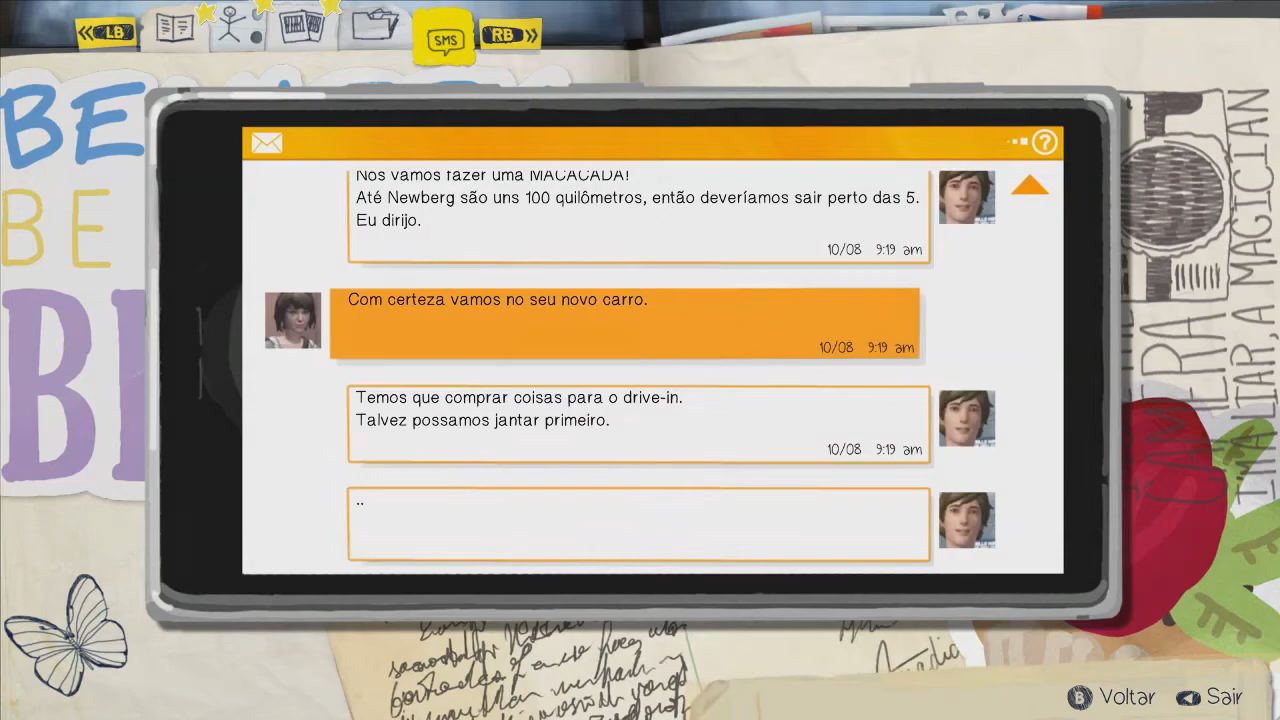 LB
SMS
RB
BE
BE
Nós vamos fazer uma MACACADA!
Até Newberg são uns 100 quilômetros, então deveríamos sair perto das 5.
Eu dirijo.
10/08 9:19 am
Com certeza vamos no seu novo carro.
10/08 9:19 am
Temos que comprar coisas para o drive-in.
Talvez possamos jantar primeiro.
10/08 9:19 am
..
Voltar
Sair